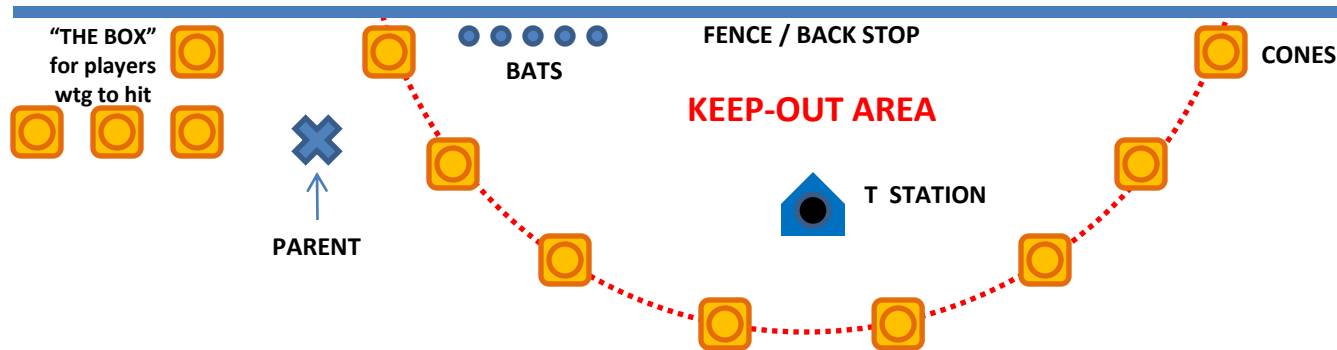 “THE BOX”
for players
wtg to hit
FENCE / BACK STOP
CONES
BATS
KEEP-OUT AREA
T STATION
PARENT